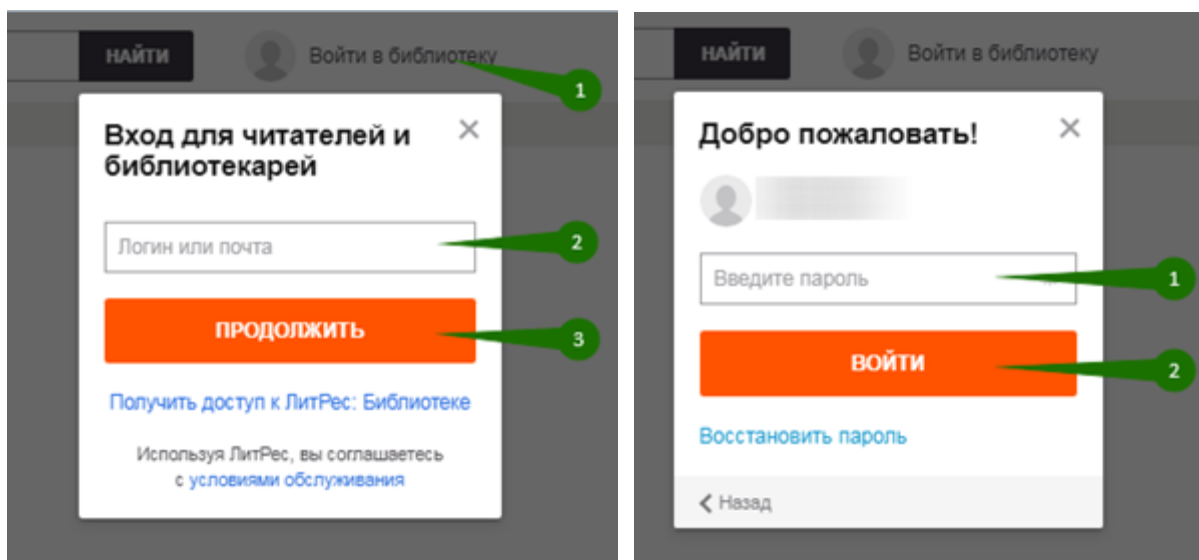 НАЙТИ
Войти в библиотеку
1
Вход для читателей и
библиотекарей
Логин или почта
2
ПРОДОЛЖИТЬ
3
Получить доступ к ЛитРес: Библиотеке
Используя ЛитРес, вы соглашаетесь
с условиями обслуживания
НАЙТИ
Войти в библиотеку
Добро пожаловать!
Введите пароль
1
ВОЙТИ
2
Восстановить пароль
Назад